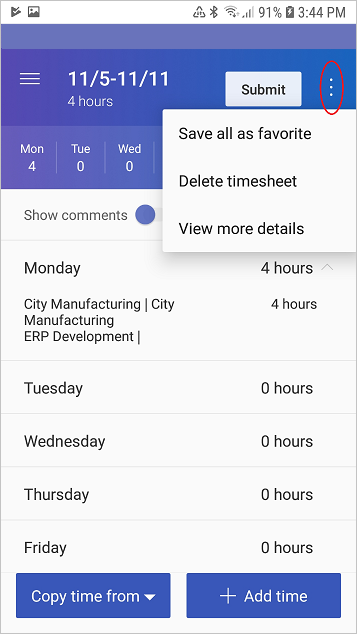 91% 3:44 PM
11/5-11/11
4 hours
Submit
Mon Tue Wed
4 0 0
Save all as favorite
Delete timesheet
View more details
Show comments
Monday 4 hours
City Manufacturing | City 4 hours
Manufacturing
ERP Development |
Tuesday 0 hours
Wednesday 0 hours
Thursday 0 hours
Friday 0 hours
Copy time from
Add time